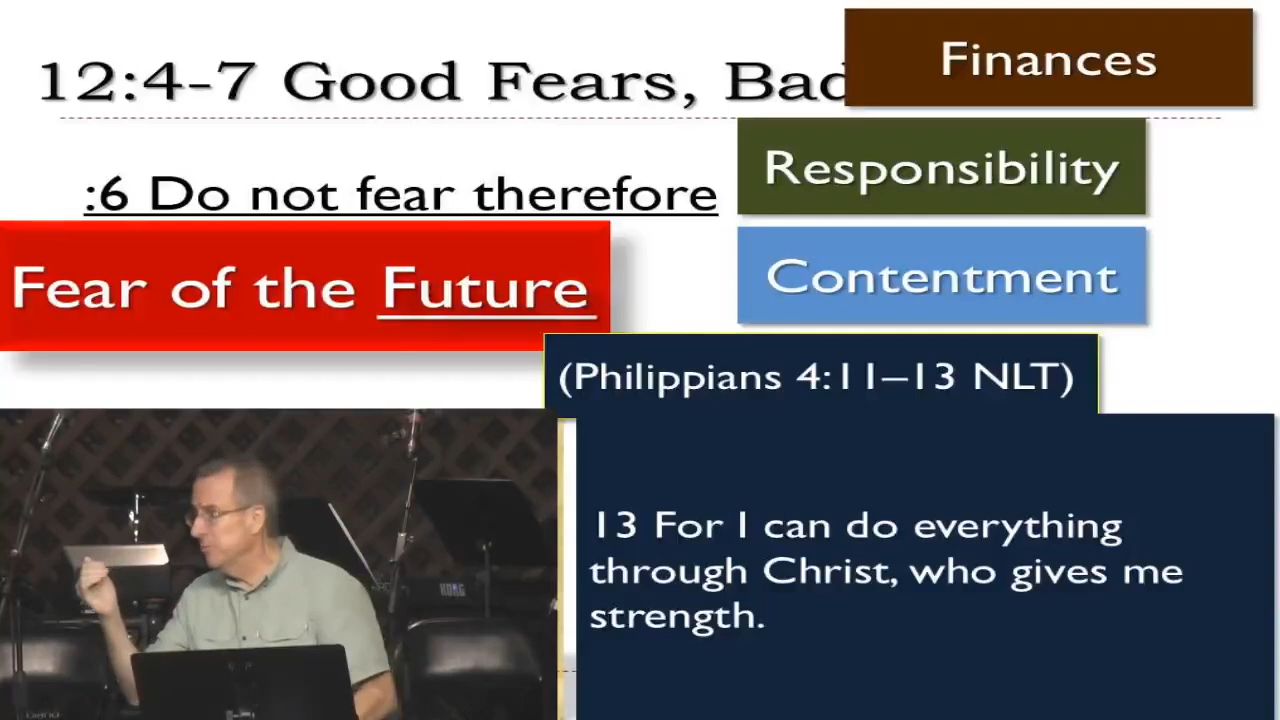 12:4-7 Good Fears, Bad
Finances
:6 Do not fear therefore
Responsibility
Fear of the Future
Contentment
(Philippians 4:11–13 NLT)
13 For I can do everything
through Christ, who gives me
strength.
KORG